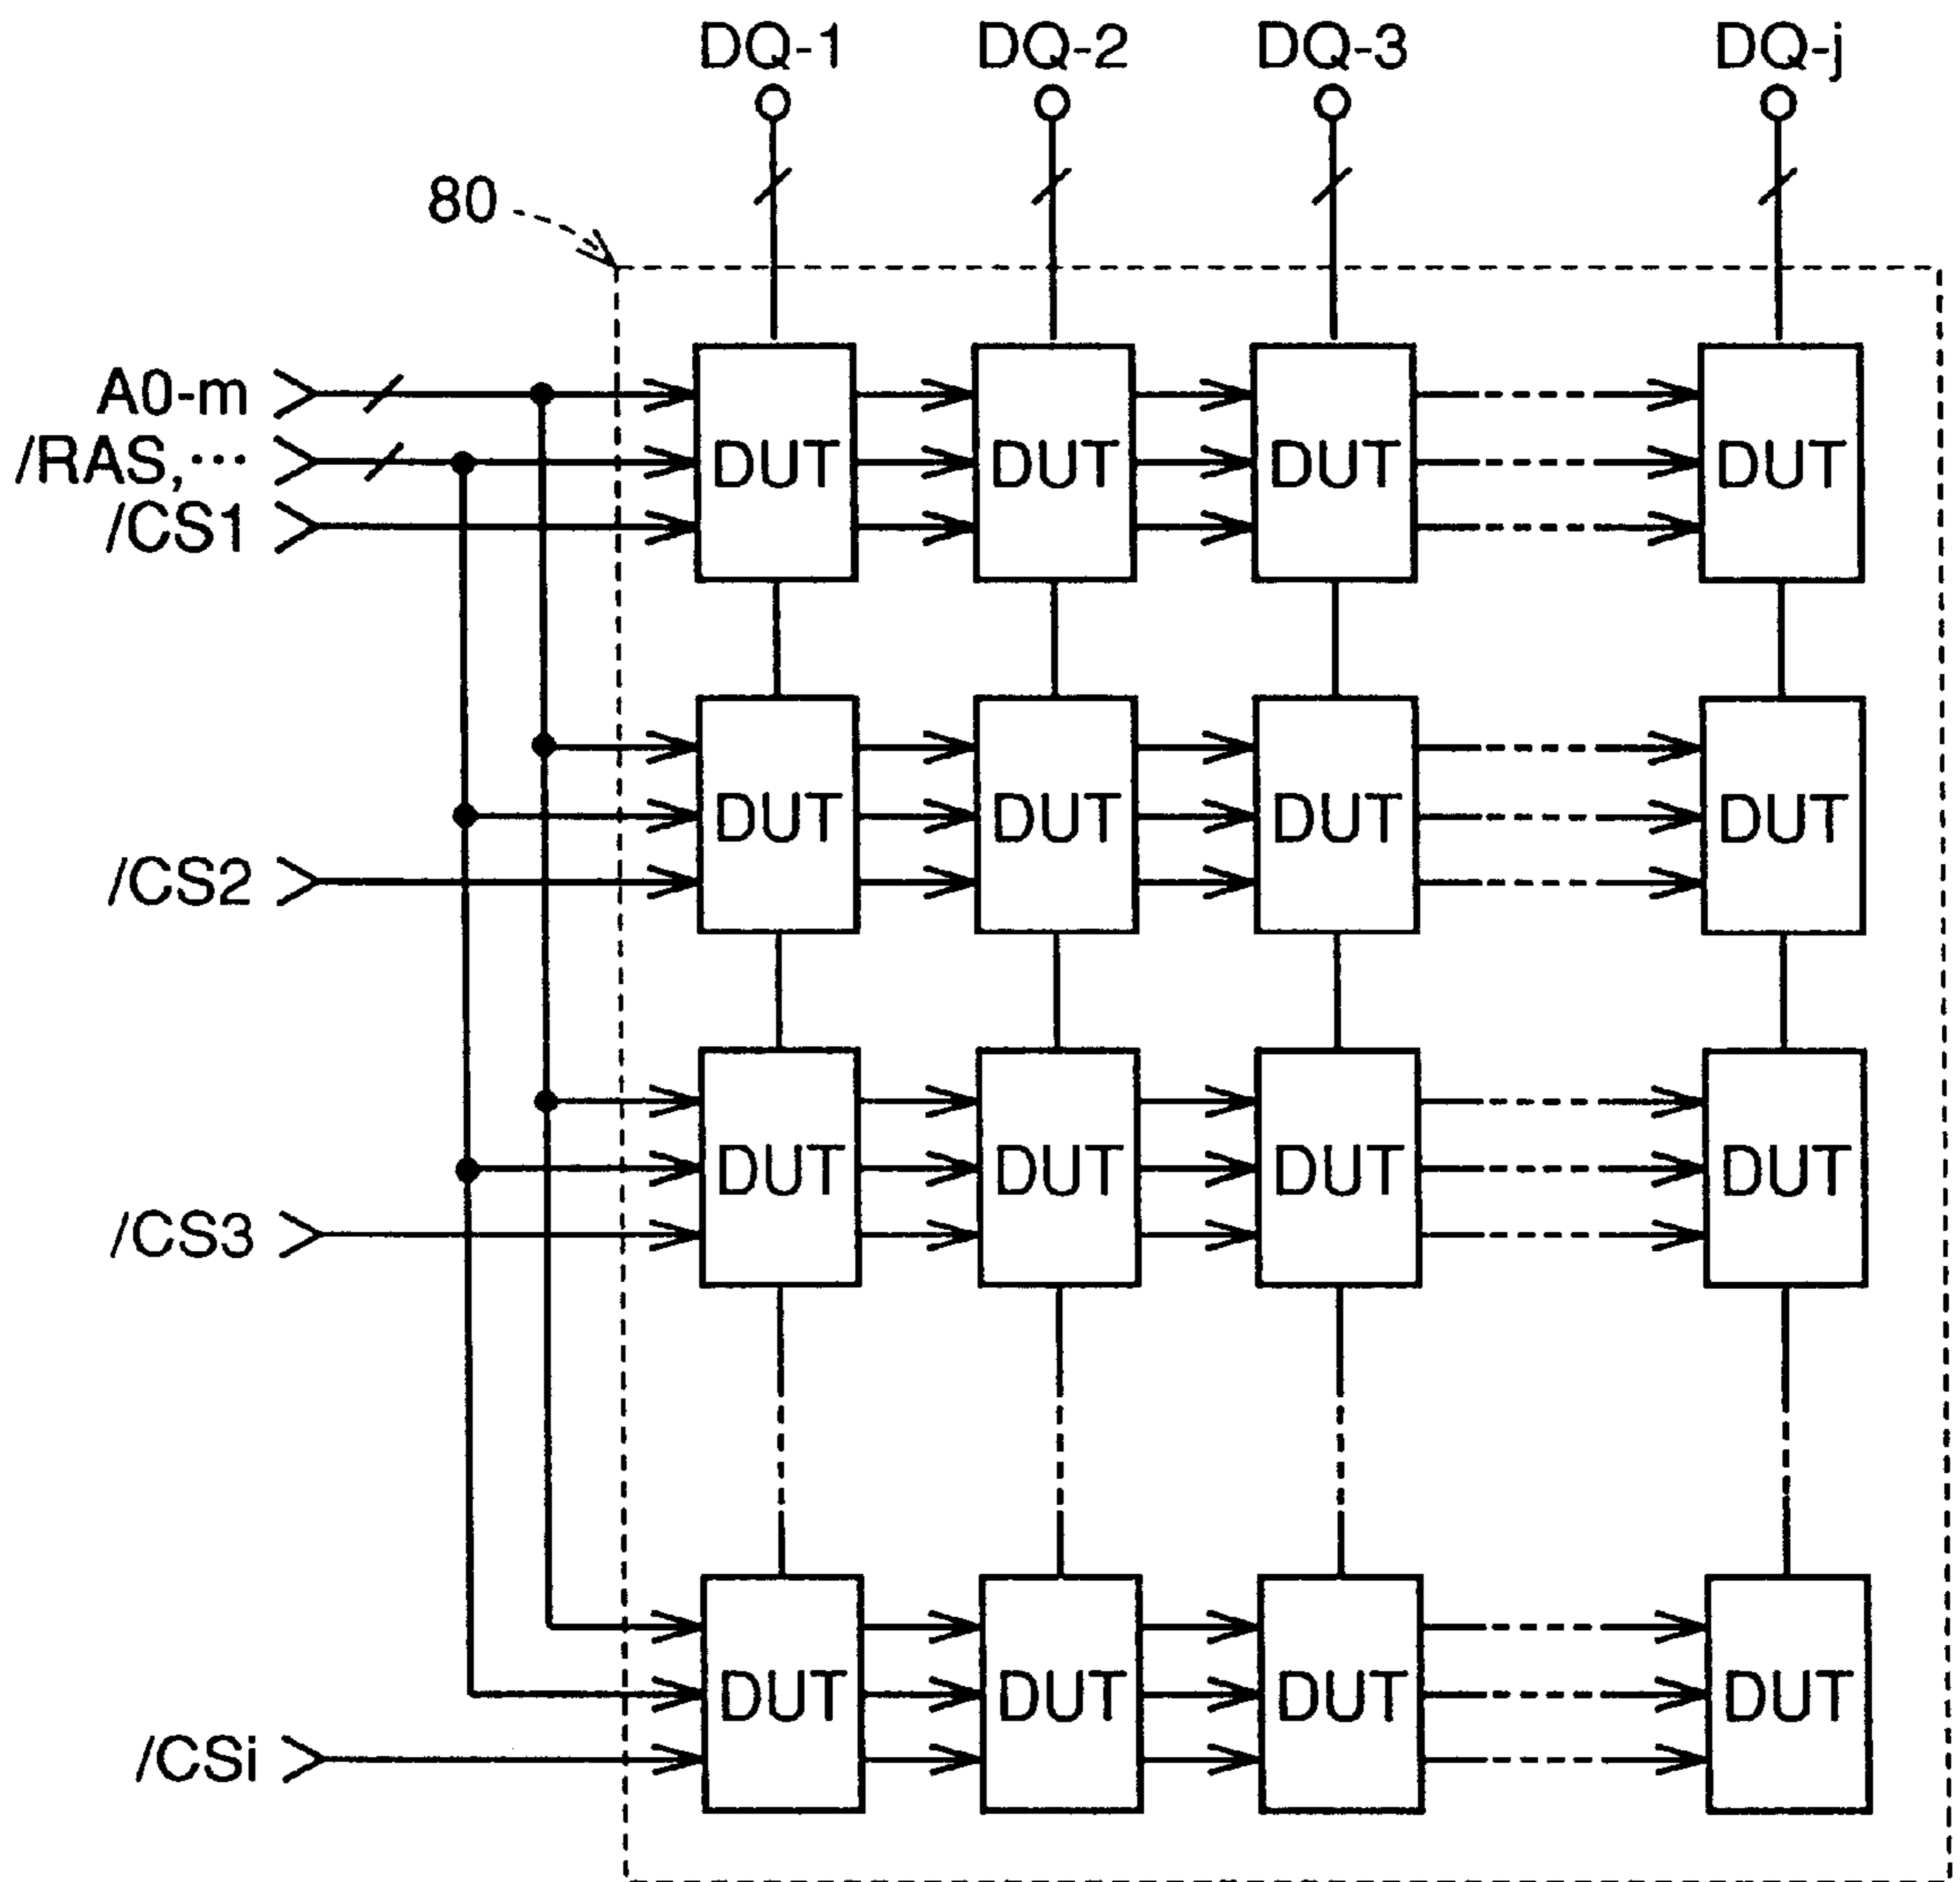 DQ-1 DQ-2 DQ-3 DQ-j
80
A0-m
/RAS,···
/CS1
DUT DUT DUT DUT
DUT DUT DUT DUT
/CS2
DUT DUT DUT DUT
/CS3
DUT DUT DUT DUT
/CSi